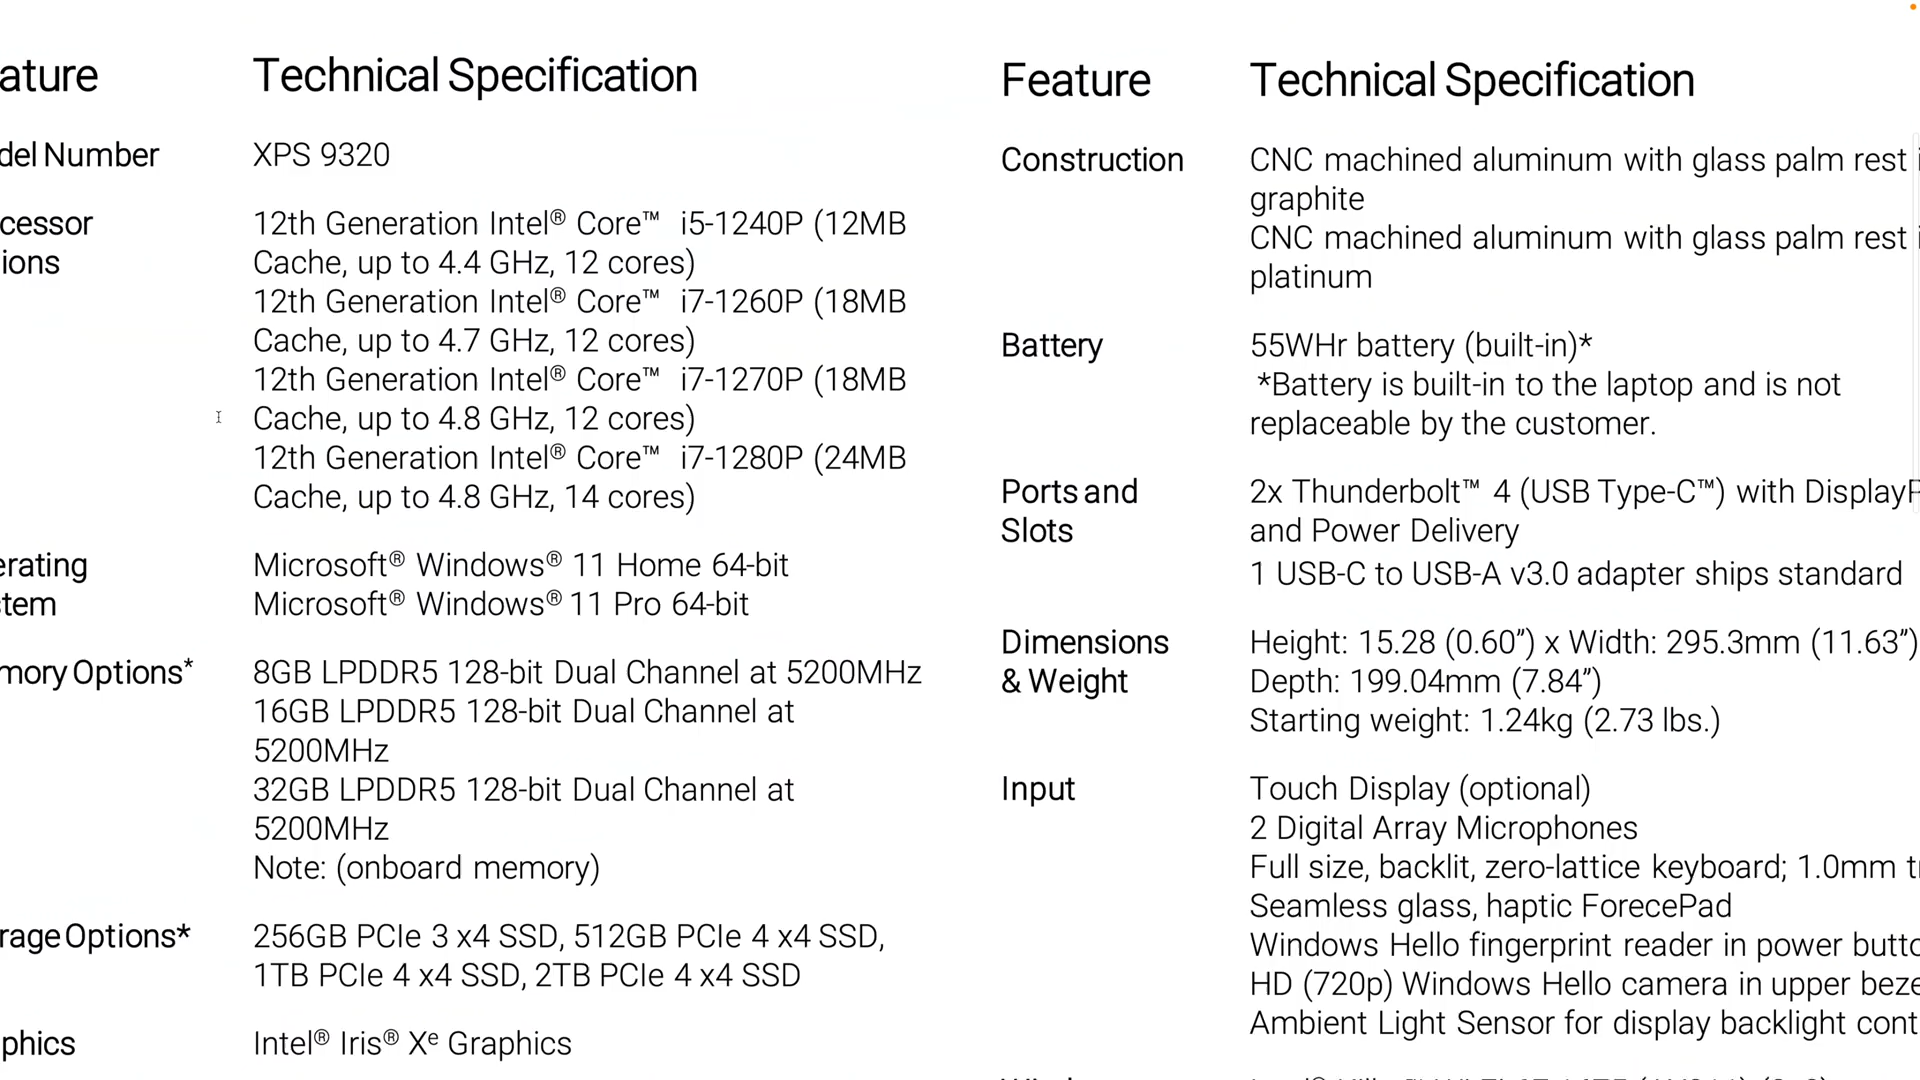 ature Technical Specification
del Number XPS 9320
cessor 12th Generation Intel® Core™ i5-1240P (12MB
ions Cache, up to 4.4 GHz, 12 cores)
12th Generation Intel® Core™ i7-1260P (18MB
Cache, up to 4.7 GHz, 12 cores)
12th Generation Intel® Core™ i7-1270P (18MB
Cache, up to 4.8 GHz, 12 cores)
12th Generation Intel® Core™ i7-1280P (24MB
Cache, up to 4.8 GHz, 14 cores)
erating Microsoft® Windows® 11 Home 64-bit
stem Microsoft® Windows® 11 Pro 64-bit
mory Options* 8GB LPDDR5 128-bit Dual Channel at 5200MHz
16GB LPDDR5 128-bit Dual Channel at
5200MHz
32GB LPDDR5 128-bit Dual Channel at
5200MHz
Note: (onboard memory)
rage Options* 256GB PCIe 3 x4 SSD, 512GB PCIe 4 x4 SSD,
1TB PCIe 4 x4 SSD, 2TB PCIe 4 x4 SSD
phics Intel® Iris® Xᵉ Graphics
Feature Technical Specification
Construction CNC machined aluminum with glass palm rest i
graphite
CNC machined aluminum with glass palm rest i
platinum
Battery 55WHr battery (built-in)*
*Battery is built-in to the laptop and is not
replaceable by the customer.
Ports and 2x Thunderbolt™ 4 (USB Type-C™) with DisplayP
Slots and Power Delivery
1 USB-C to USB-A v3.0 adapter ships standard
Dimensions Height: 15.28 (0.60”) x Width: 295.3mm (11.63”)
& Weight Depth: 199.04mm (7.84”)
Starting weight: 1.24kg (2.73 lbs.)
Input Touch Display (optional)
2 Digital Array Microphones
Full size, backlit, zero-lattice keyboard; 1.0mm tr
Seamless glass, haptic ForecePad
Windows Hello fingerprint reader in power butto
HD (720p) Windows Hello camera in upper beze
Ambient Light Sensor for display backlight cont